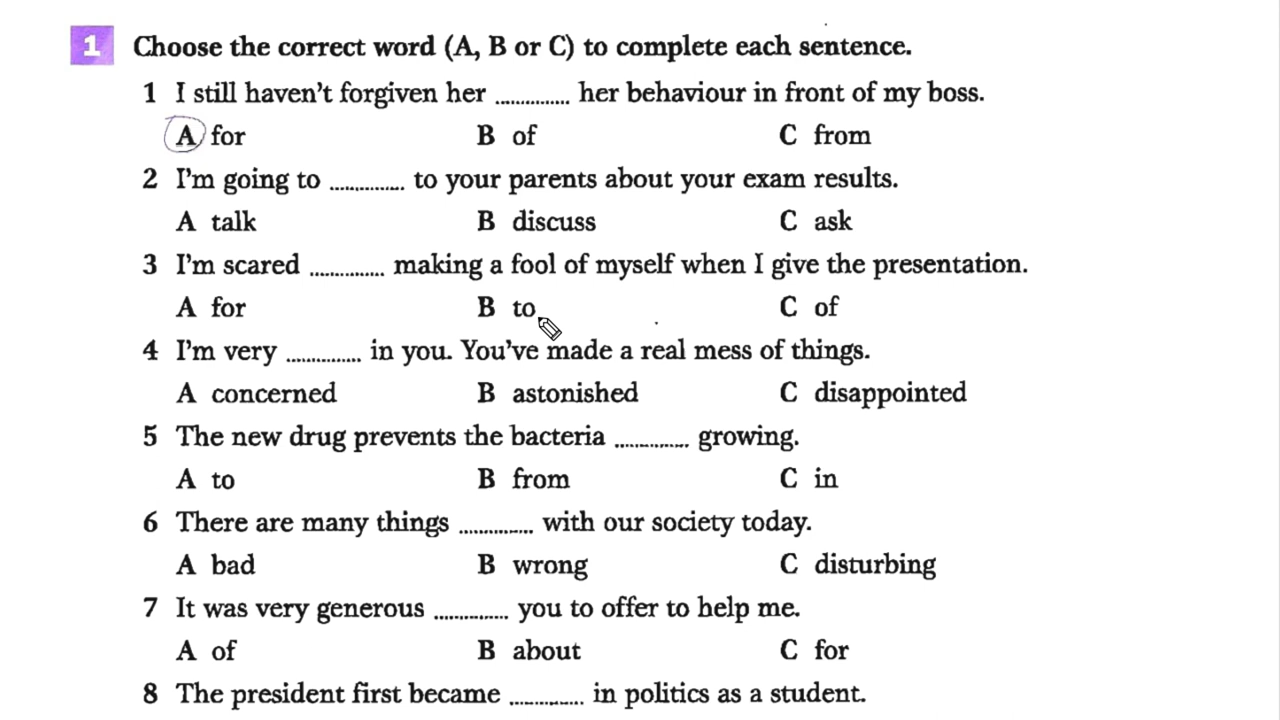 1 Choose the correct word (A, B or C) to complete each sentence.
1 I still haven't forgiven her .............. her behaviour in front of my boss.
A for B of C from
2 I'm going to .............. to your parents about your exam results.
A talk B discuss C ask
3 I'm scared .............. making a fool of myself when I give the presentation.
A for B to C of
4 I'm very .............. in you. You've made a real mess of things.
A concerned B astonished C disappointed
5 The new drug prevents the bacteria .............. growing.
A to B from C in
6 There are many things .............. with our society today.
A bad B wrong C disturbing
7 It was very generous .............. you to offer to help me.
A of B about C for
8 The president first became .............. in politics as a student.